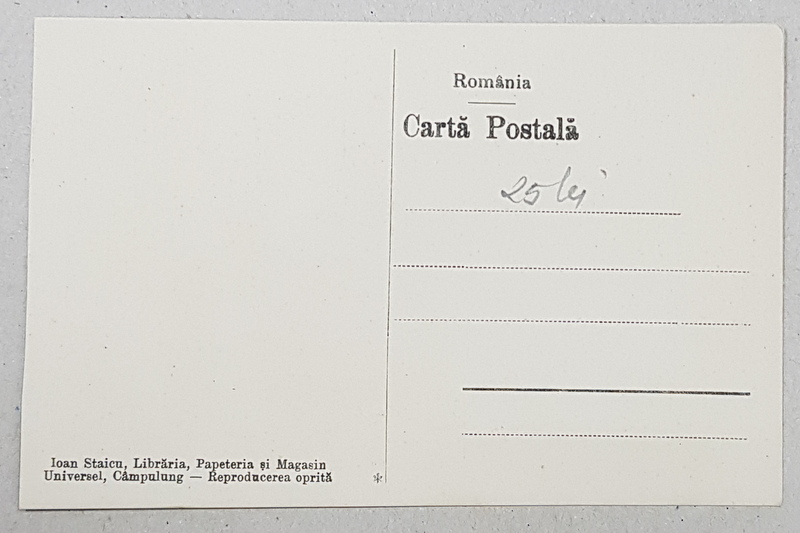 România
Cartă Postală
25 lei
Ioan Staicu, Librăria, Papeteria și Magasin
Universel, Câmpulung — Reproducerea oprită *